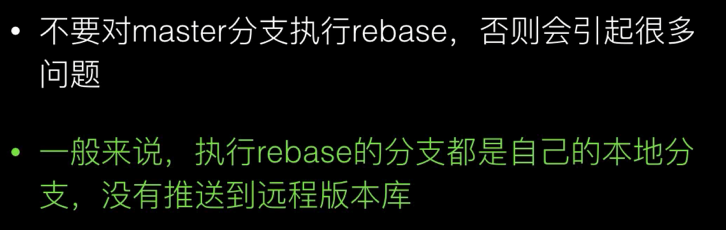 • 不要对master分支执行rebase，否则会引起很多
问题
• 一般来说，执行rebase的分支都是自己的本地分
支，没有推送到远程版本库